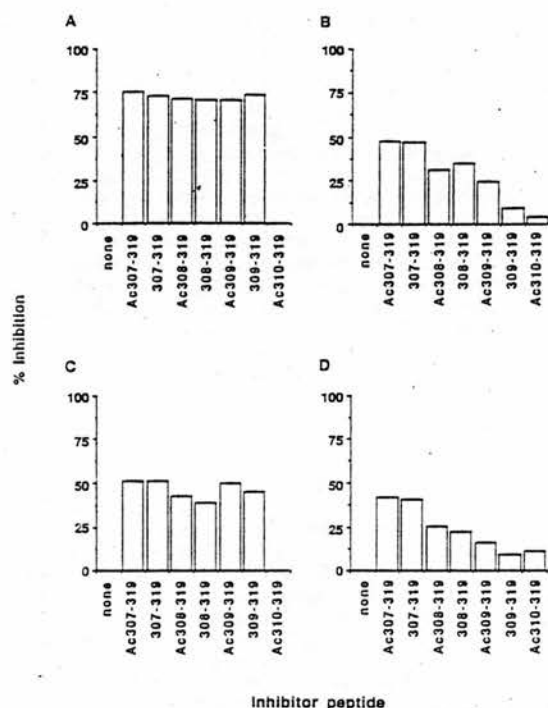 A
B
100
75
50
25
0
none
Ac307-319
307-319
Ac308-319
308-319
Ac309-319
309-319
Ac310-319
100
75
50
25
0
none
Ac307-319
307-319
Ac308-319
308-319
Ac309-319
309-319
Ac310-319
% Inhibition
C
D
100
75
50
25
0
none
Ac307-319
307-319
Ac308-319
308-319
Ac309-319
309-319
Ac310-319
100
75
50
25
0
none
Ac307-319
307-319
Ac308-319
308-319
Ac309-319
309-319
Ac310-319
Inhibitor peptide